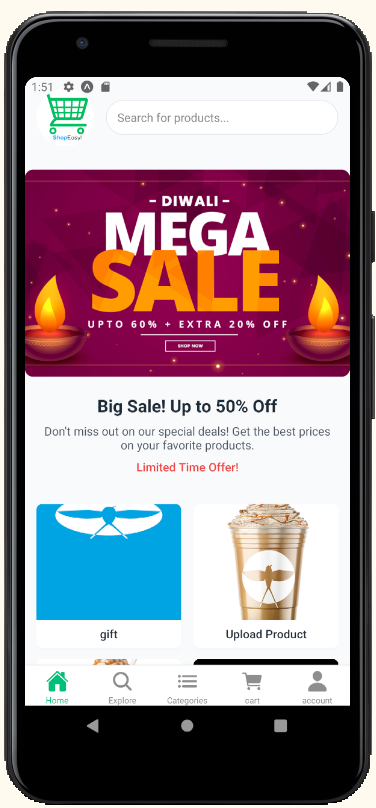 1:51
ShopEasy!
Search for products...
– DIWALI –
MEGA
SALE
UPTO 60% + EXTRA 20% OFF
SHOP NOW
Big Sale! Up to 50% Off
Don't miss out on our special deals! Get the best prices
on your favorite products.
Limited Time Offer!
gift
Upload Product
Home
Explore
Categories
cart
account